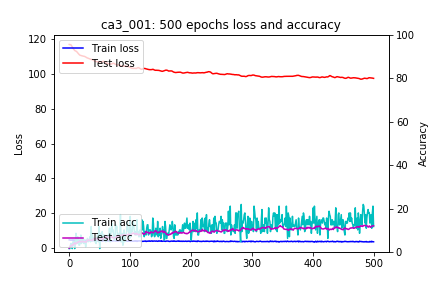 ca3_001: 500 epochs loss and accuracy
120
100
80
60
40
20
0
Loss
Train loss
Test loss
Train acc
Test acc
100
80
60
40
20
0
Accuracy
0
100
200
300
400
500